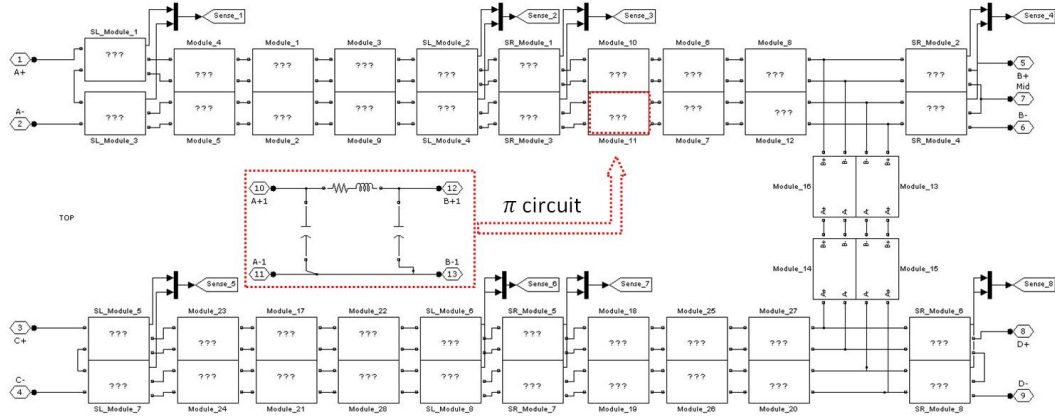 Sense_1
Sense_2
Sense_3
Sense_4
SL_Module_1
Module_4
Module_1
Module_3
SL_Module_2
SR_Module_1
Module_10
Module_6
Module_8
SR_Module_2
1
A+
???
???
???
???
???
???
???
???
???
???
5
B+
Mid
7
A-
2
???
???
???
???
???
???
???
???
???
???
B-
6
SL_Module_3
Module_5
Module_2
Module_9
SL_Module_4
SR_Module_3
Module_11
Module_7
Module_12
SR_Module_4
10
A+1
12
B+1
π circuit
B+
B-
B-
B+
Module_16
Module_13
A+
A-
A-
A+
TOP
A-1
11
B-1
13
B+
B-
B-
B+
Module_14
Module_15
A+
A-
A-
A+
Sense_5
Sense_6
Sense_7
Sense_8
SL_Module_5
Module_23
Module_17
Module_22
SL_Module_6
SR_Module_5
Module_18
Module_25
Module_27
SR_Module_6
3
C+
???
???
???
???
???
???
???
???
???
???
8
D+
C-
4
???
???
???
???
???
???
???
???
???
???
D-
9
SL_Module_7
Module_24
Module_21
Module_28
SL_Module_8
SR_Module_7
Module_19
Module_26
Module_20
SR_Module_8